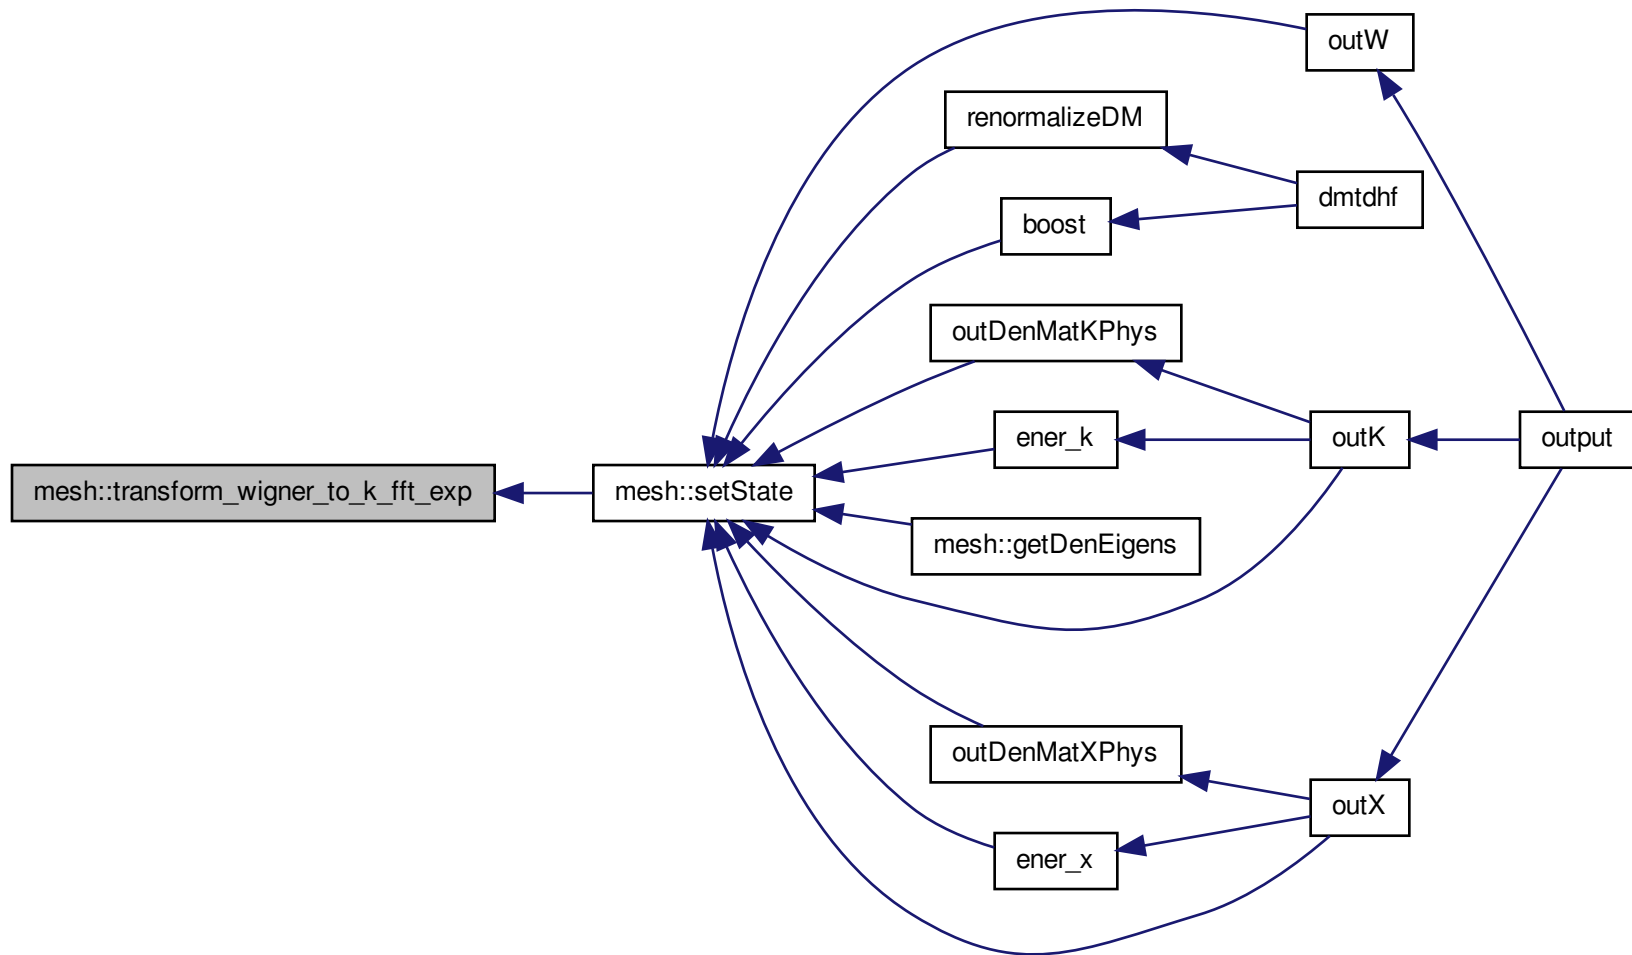 outW
renormalizeDM
dmtdhf
boost
outDenMatKPhys
ener_k
outK
output
mesh::transform_wigner_to_k_fft_exp
mesh::setState
mesh::getDenEigens
outDenMatXPhys
outX
ener_x